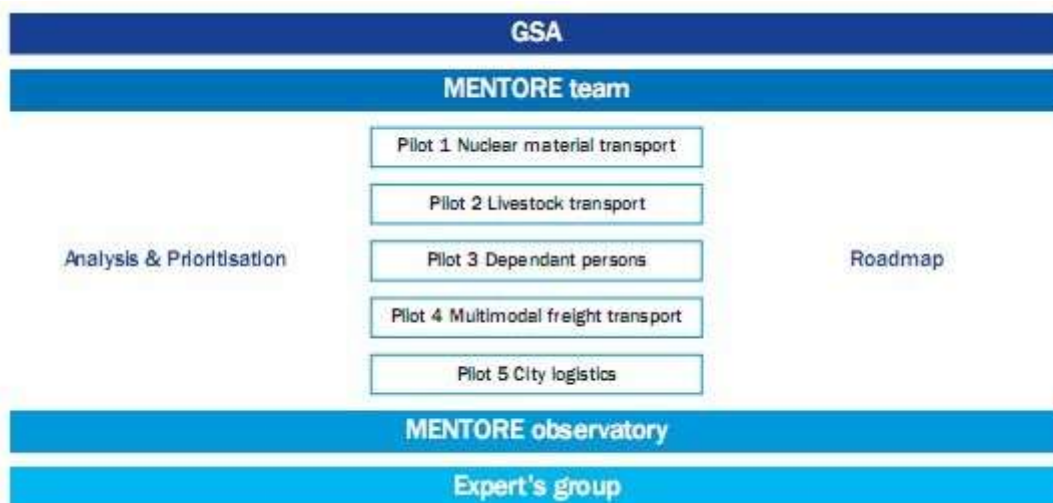 GSA
MENTORE team
Pilot 1 Nuclear material transport
Pilot 2 Livestock transport
Analysis & Prioritisation
Pilot 3 Dependant persons
Roadmap
Pilot 4 Multimodal freight transport
Pilot 5 City logistics
MENTORE observatory
Expert's group